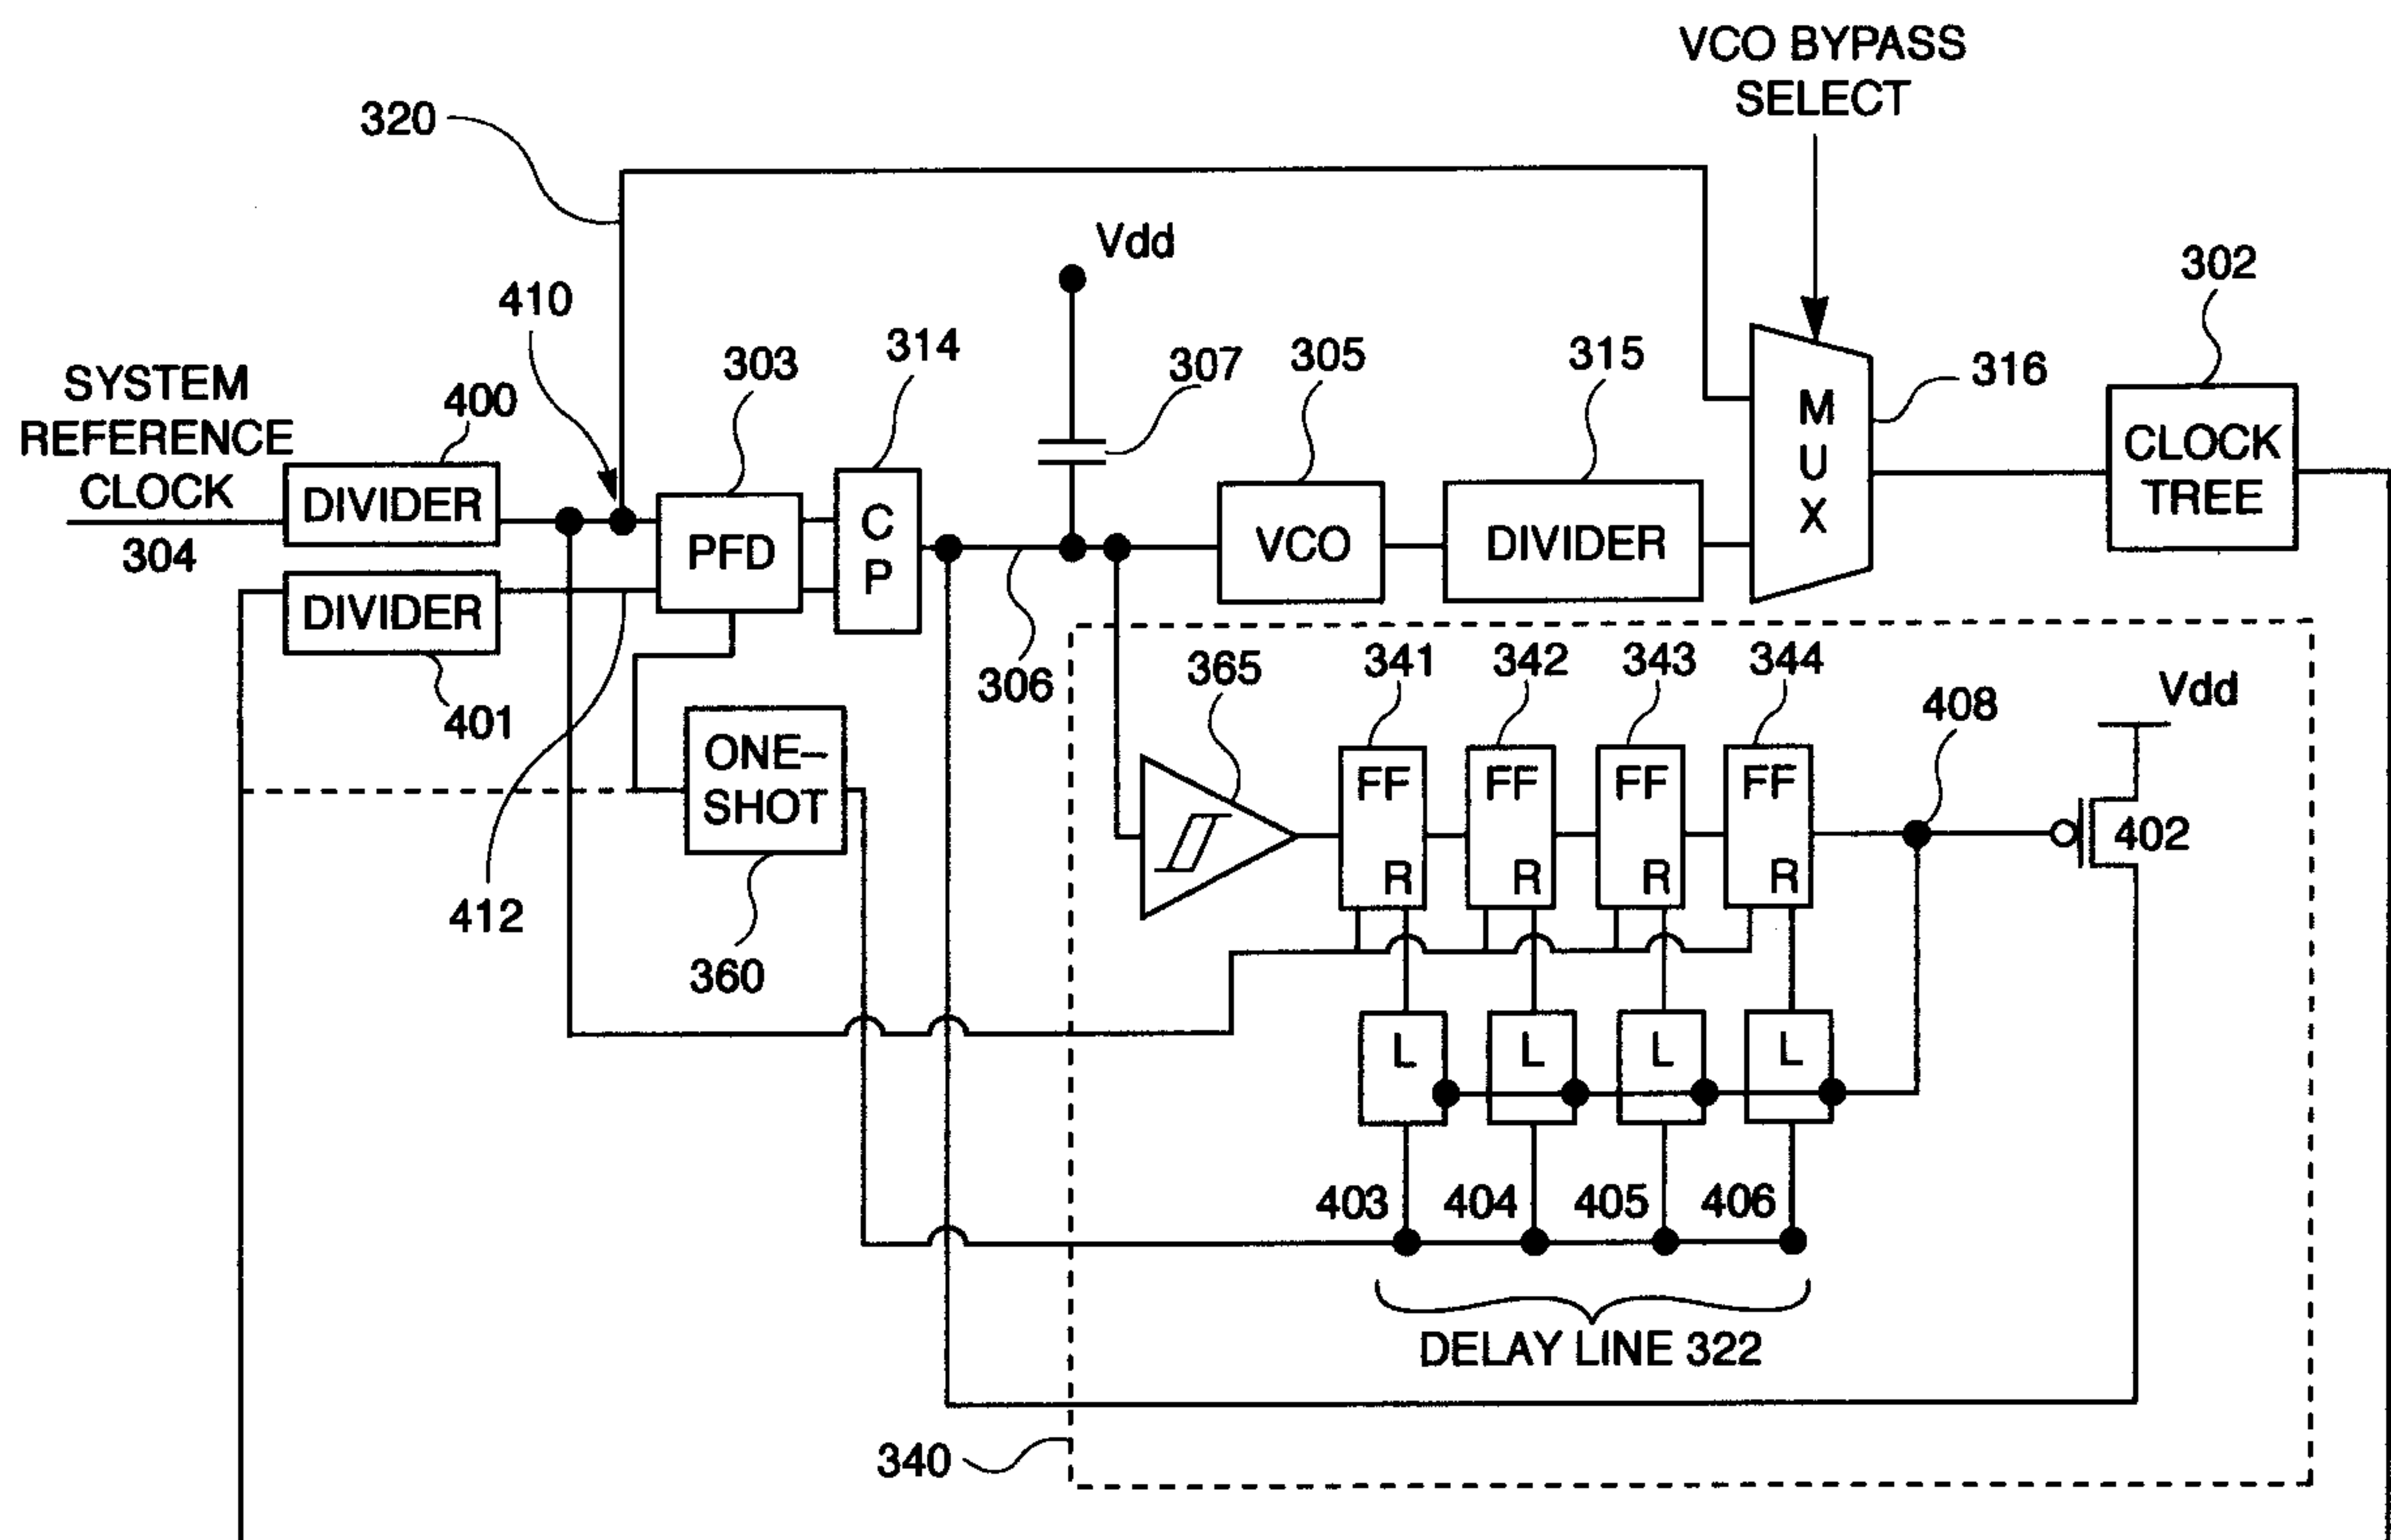 VCO BYPASS
SELECT
320
Vdd
302
410
314
303
307
305
315
316
SYSTEM
REFERENCE
CLOCK
400
M
U
X
CLOCK
TREE
DIVIDER
C
P
PFD
VCO
DIVIDER
304
DIVIDER
401
306
365
341
342
343
344
Vdd
408
ONE-
SHOT
FF
FF
FF
FF
402
R
R
R
R
412
360
L
L
L
L
403
404
405
406
DELAY LINE 322
340